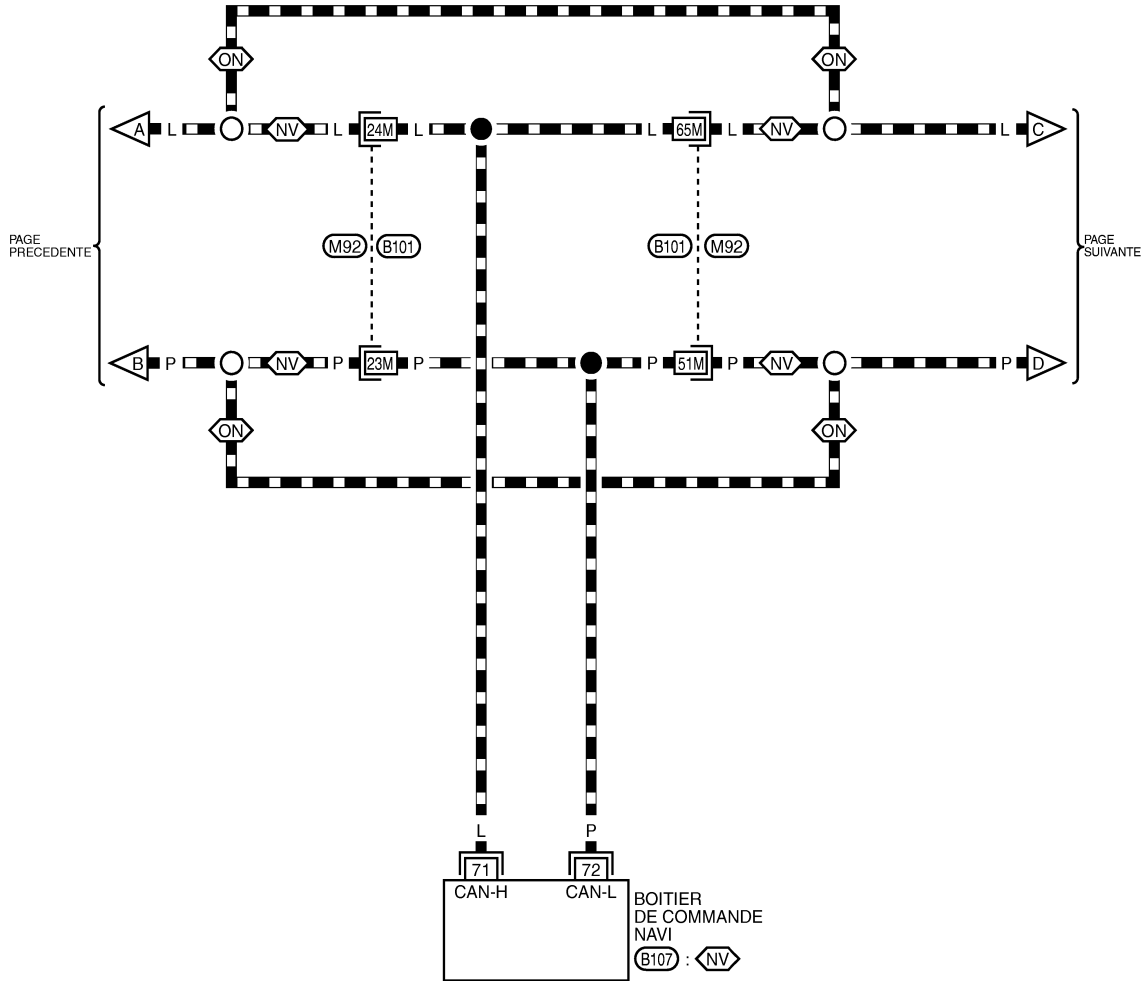 ON ON
A L NV L 24M L L 65M L NV L C
PAGE
PRECEDENTE
M92 B101 B101 M92
PAGE
SUIVANTE
B P NV P 23M P P 51M P NV P D
ON ON
L P
71 72
CAN-H CAN-L
BOITIER
DE COMMANDE
NAVI
B107 : NV